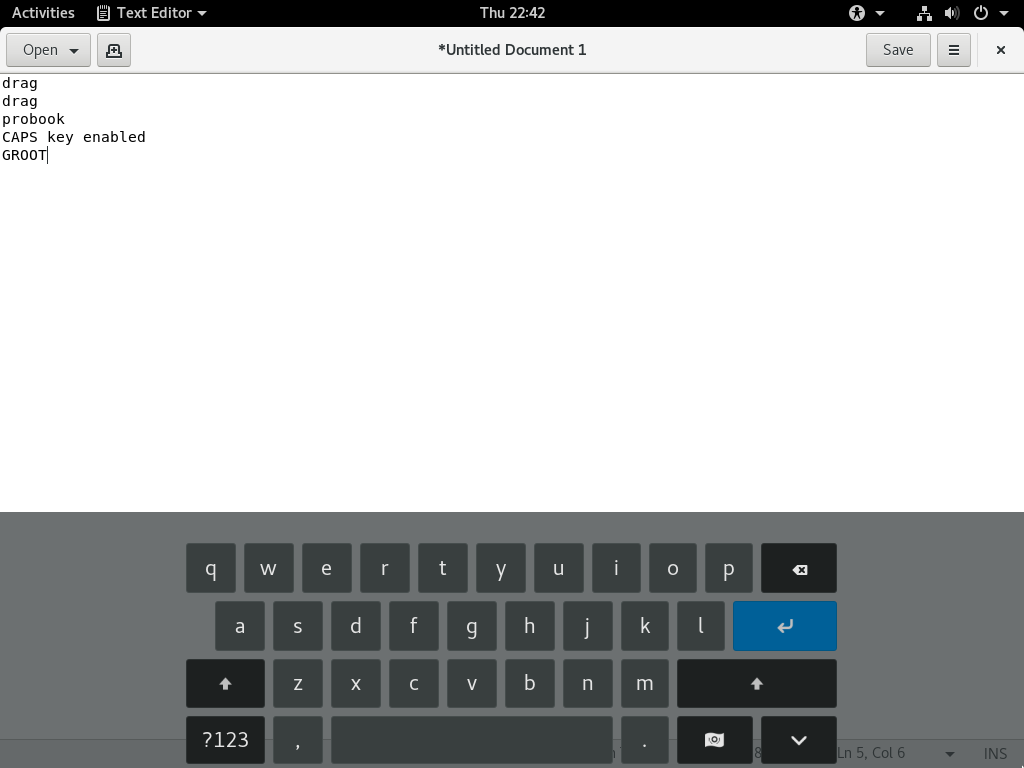 Activities Text Editor Thu 22:42
Open *Untitled Document 1 Save
drag
drag
probook
CAPS key enabled
GROOT
q w e r t y u i o p
a s d f g h j k l
z x c v b n m
?123 , .
Ln 5, Col 6 INS